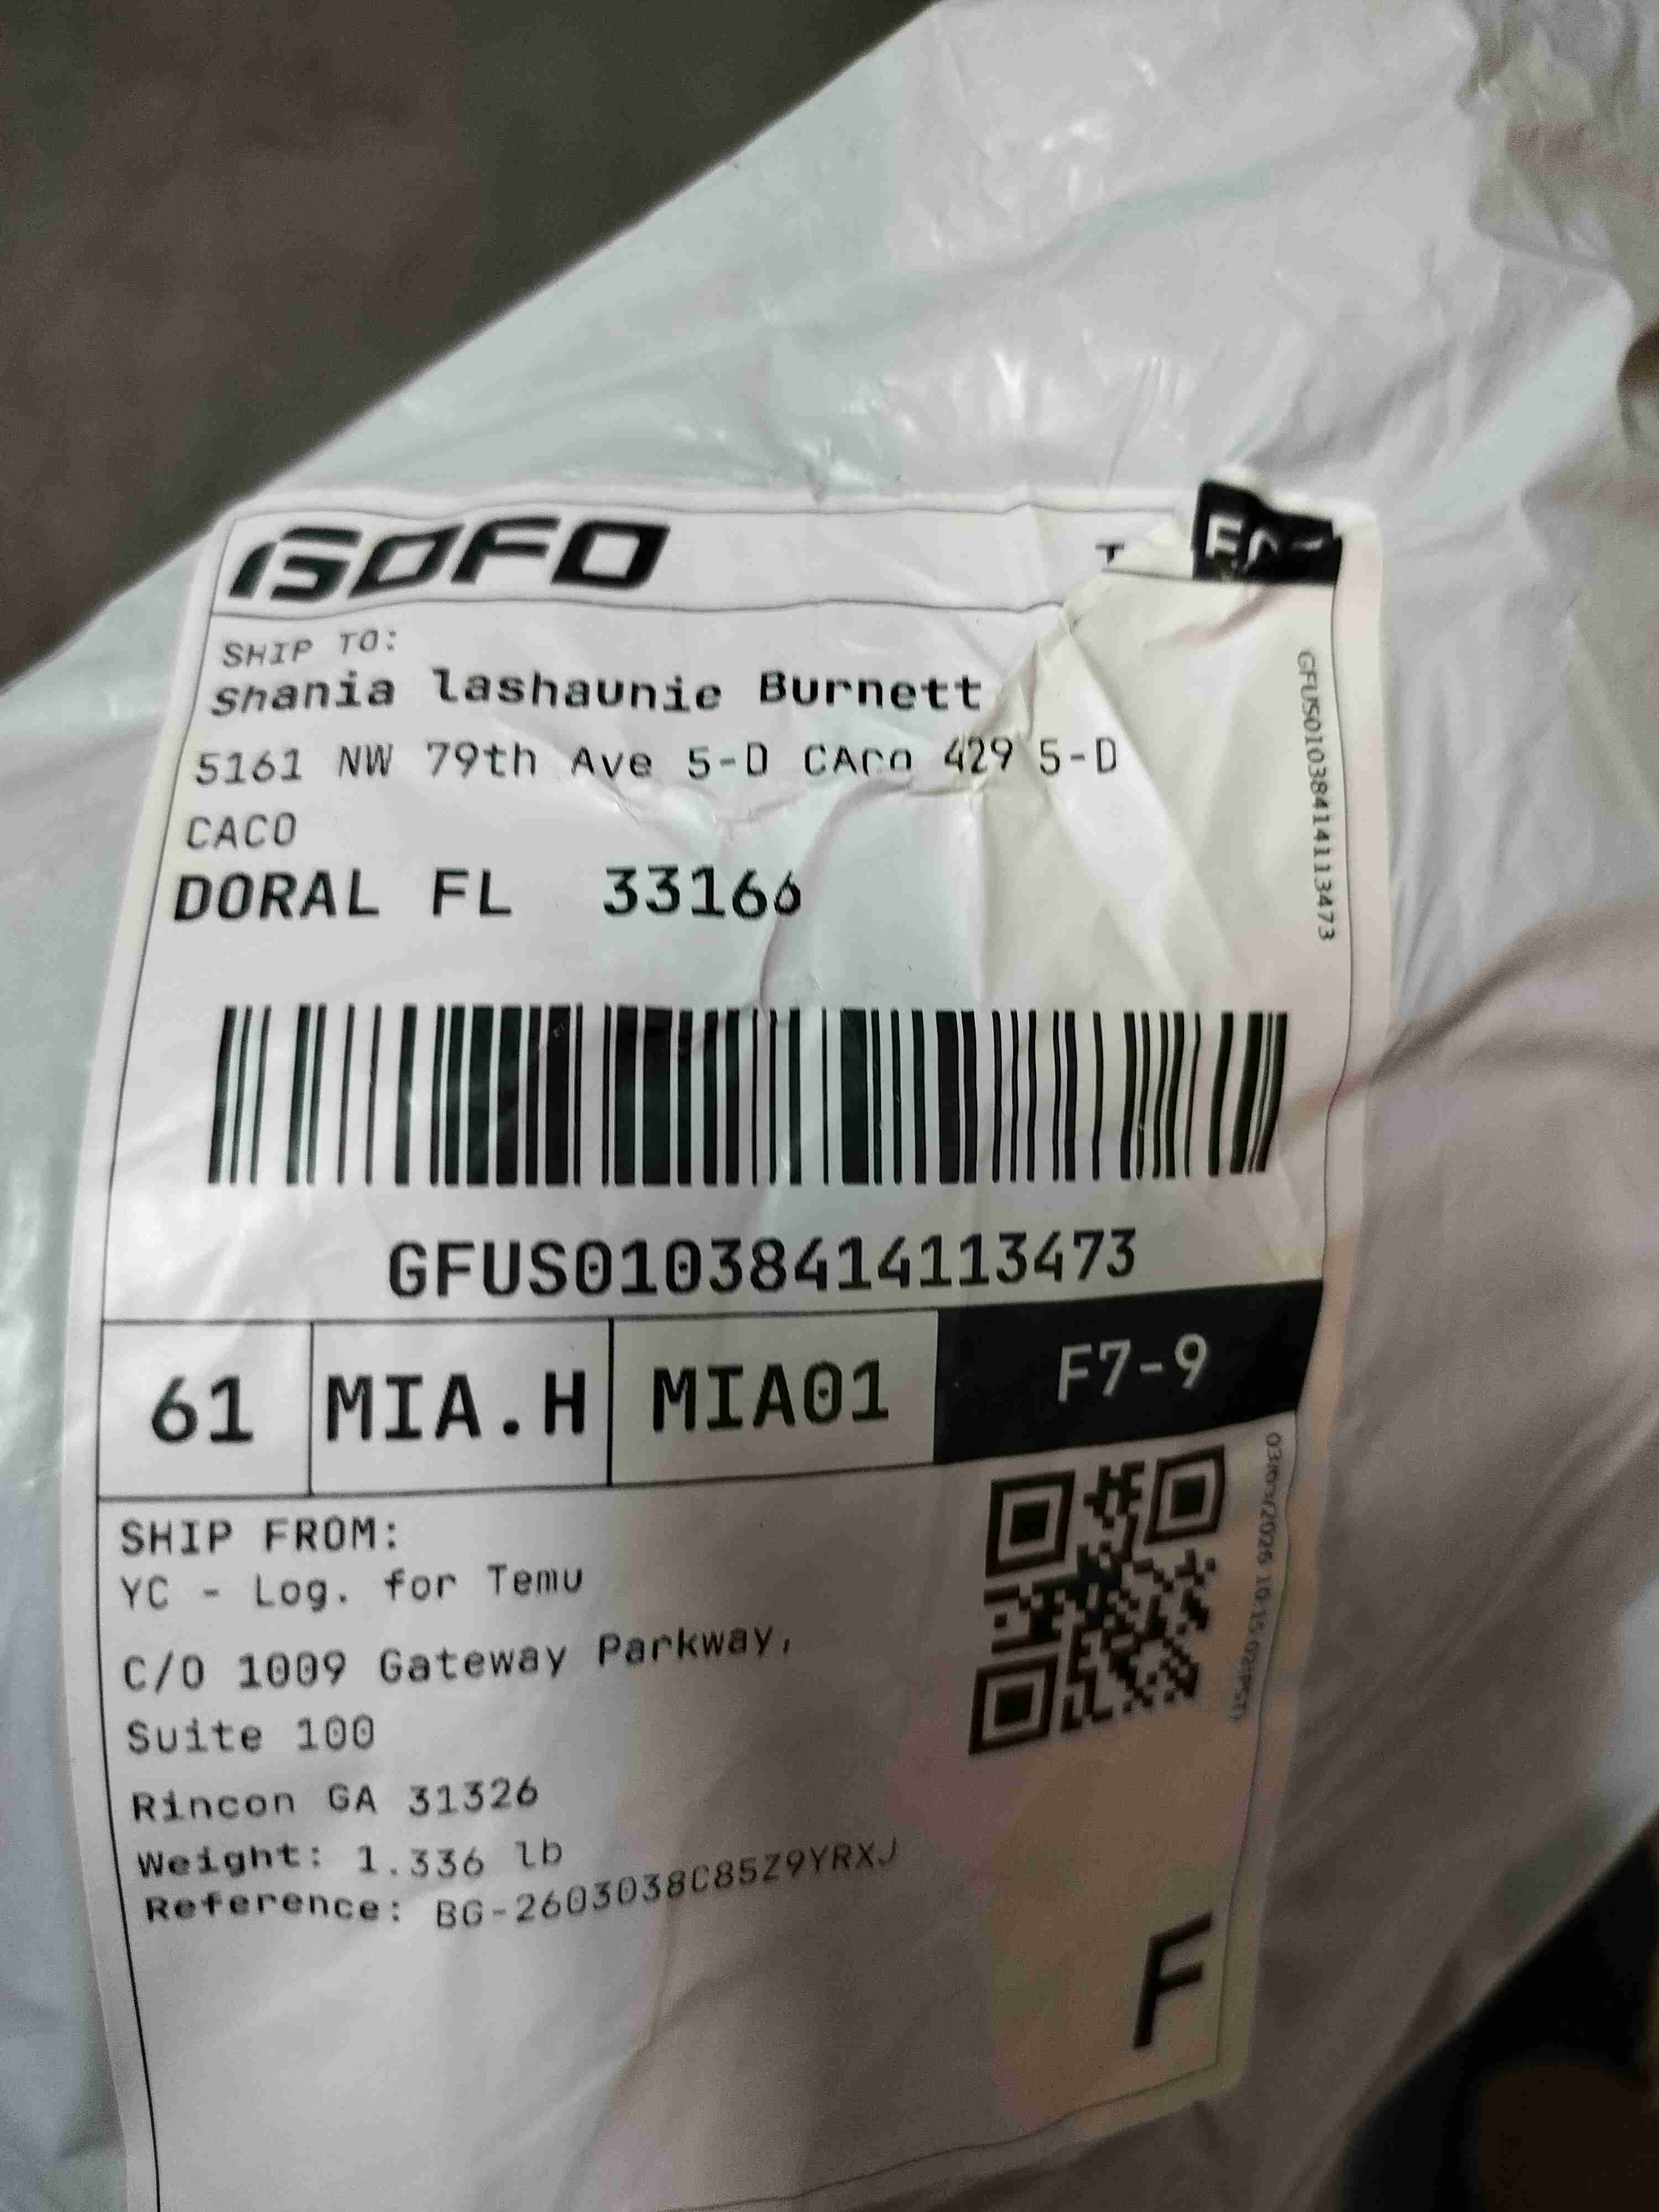 GOFO
T
SHIP TO:
Shania lashaunie Burnett
5161 NW 79th Ave 5-D CAco 429 5-D
CACO
DORAL FL 33166
GFUS01038414113473
GFUS01038414113473
61 MIA.H MIA01 F7-9
SHIP FROM:
YC - Log. for Temu
C/O 1009 Gateway Parkway,
Suite 100
Rincon GA 31326
Weight: 1.336 lb
Reference: BG-2603038C85Z9YRXJ
F